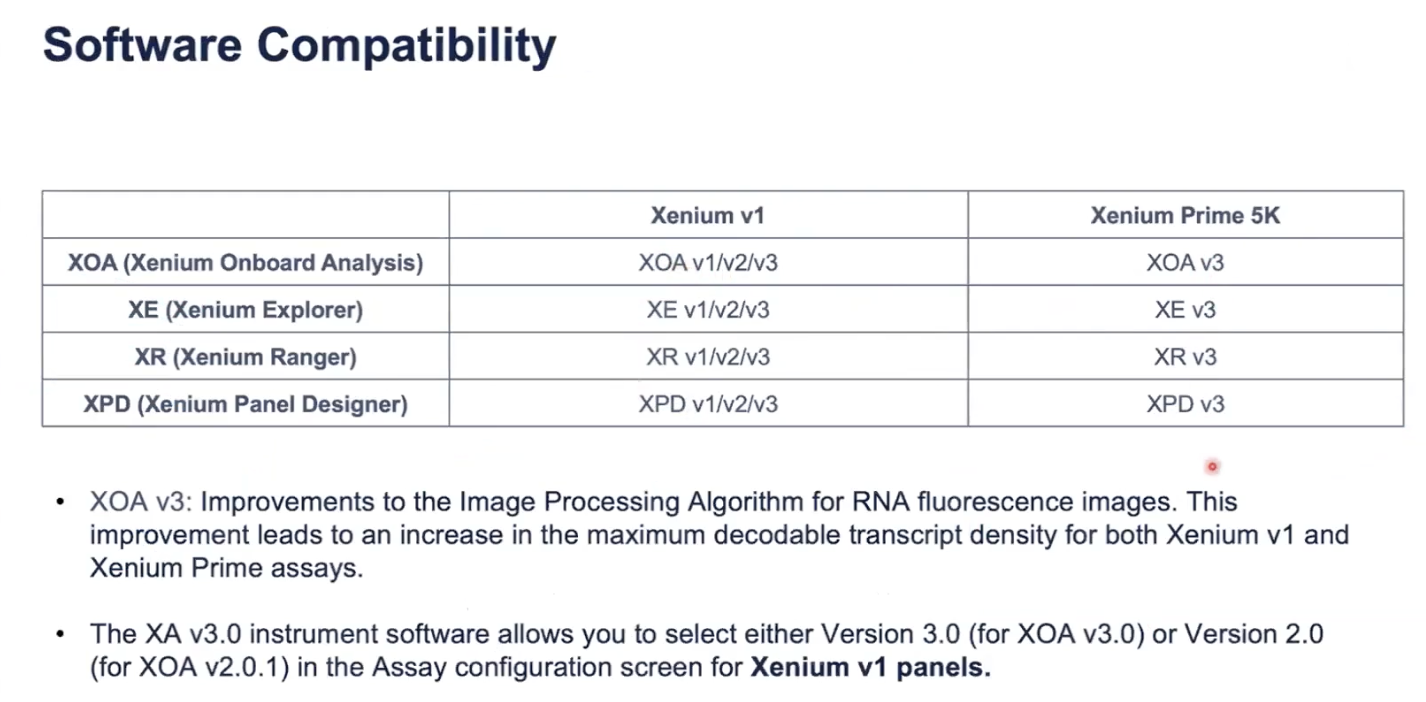 Software Compatibility
Xenium v1 Xenium Prime 5K
XOA (Xenium Onboard Analysis) XOA v1/v2/v3 XOA v3
XE (Xenium Explorer) XE v1/v2/v3 XE v3
XR (Xenium Ranger) XR v1/v2/v3 XR v3
XPD (Xenium Panel Designer) XPD v1/v2/v3 XPD v3
• XOA v3: Improvements to the Image Processing Algorithm for RNA fluorescence images. This
improvement leads to an increase in the maximum decodable transcript density for both Xenium v1 and
Xenium Prime assays.
• The XA v3.0 instrument software allows you to select either Version 3.0 (for XOA v3.0) or Version 2.0
(for XOA v2.0.1) in the Assay configuration screen for Xenium v1 panels.